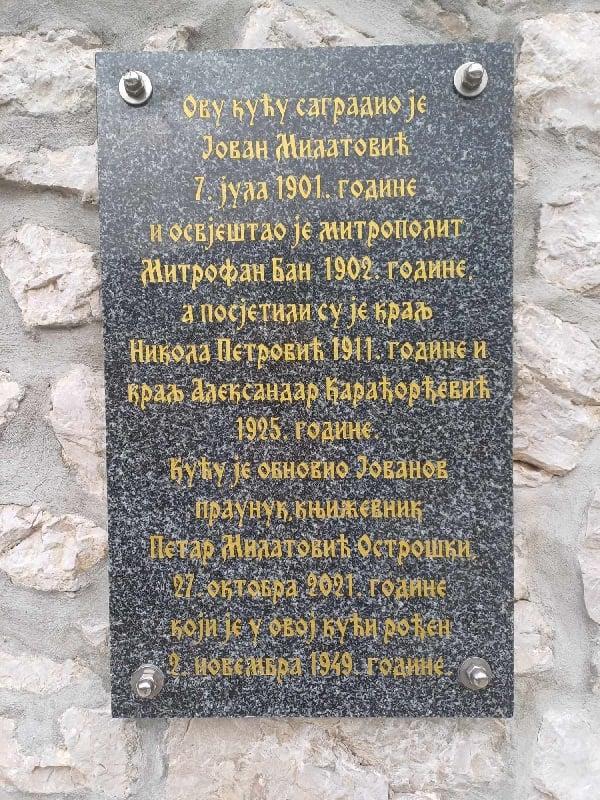 Ову кућу саградио је
Јован Милатовић
7. јула 1901. године
и освјештао је митрополит
Митрофан Бан 1902. године,
а посјетили су је краљ
Никола Петровић 1911. године и
краљ Александар Карађорђевић
1925. године.
Кућу је обновио Јованов
праунук, књижевник
Петар Милатовић Острошки,
27. октобра 2021. године
који је у овој кући рођен
2. новембра 1949. године.